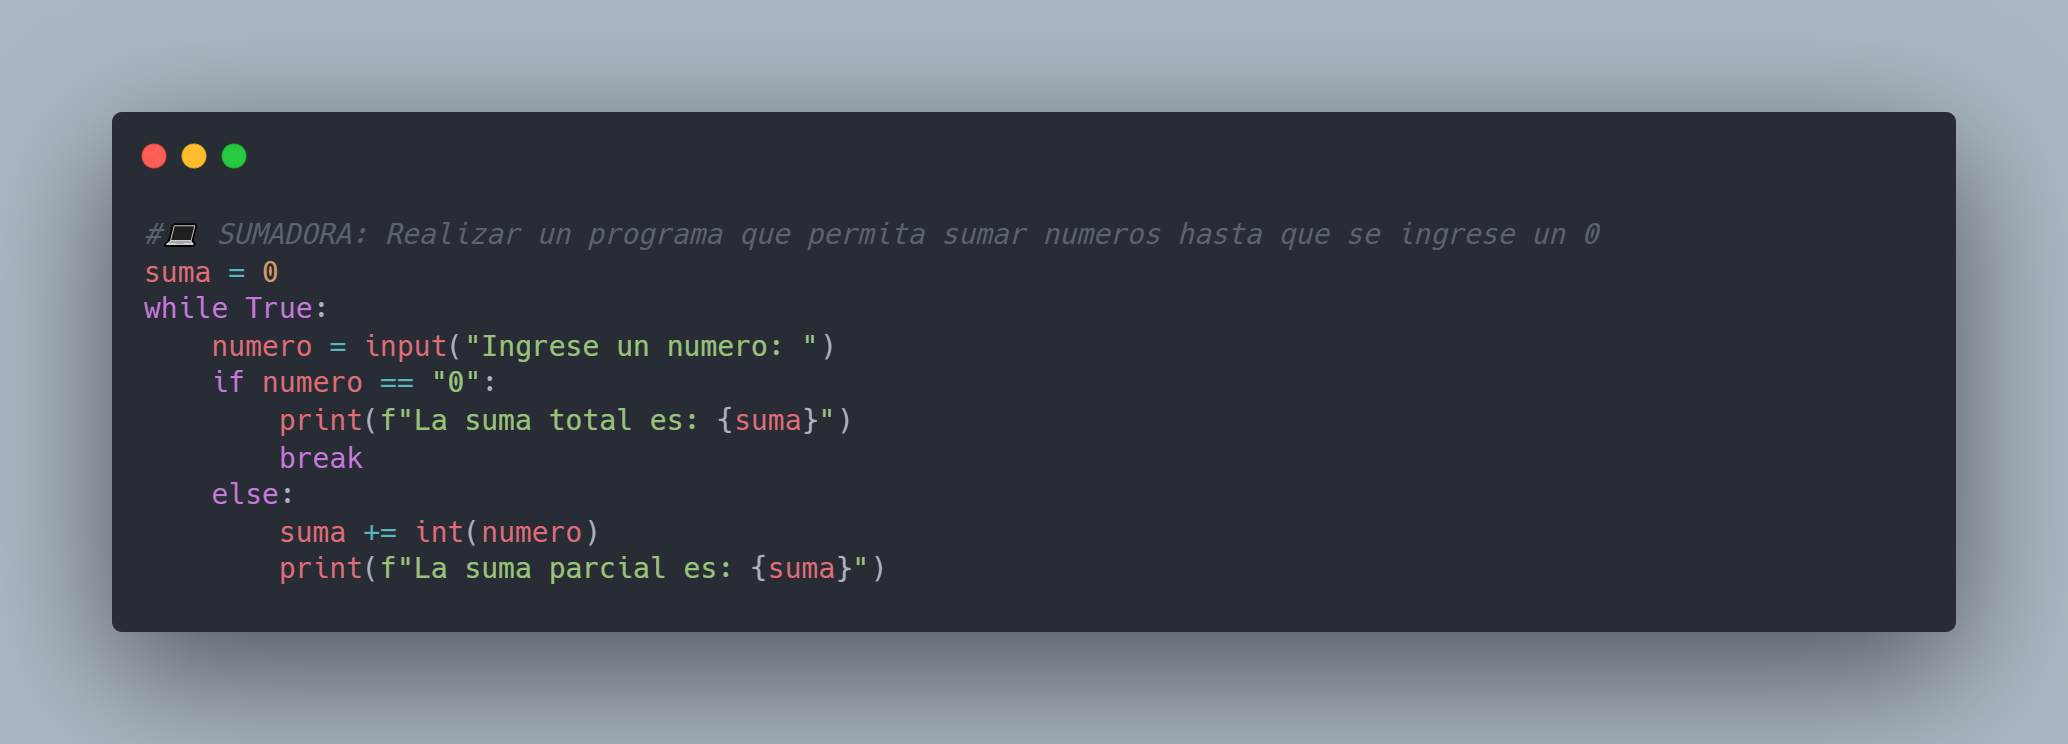 #💻 SUMADORA: Realizar un programa que permita sumar numeros hasta que se ingrese un 0
suma = 0
while True:
    numero = input("Ingrese un numero: ")
    if numero == "0":
        print(f"La suma total es: {suma}")
        break
    else:
        suma += int(numero)
        print(f"La suma parcial es: {suma}")